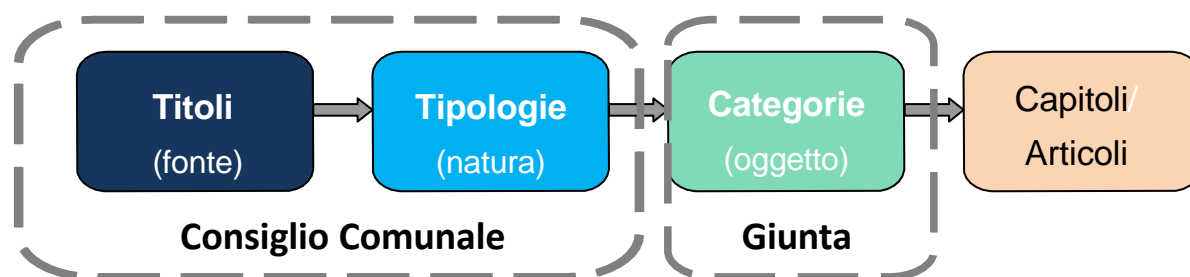 Titoli
(fonte)
Tipologie
(natura)
Categorie
(oggetto)
Capitoli/
Articoli
Consiglio Comunale
Giunta